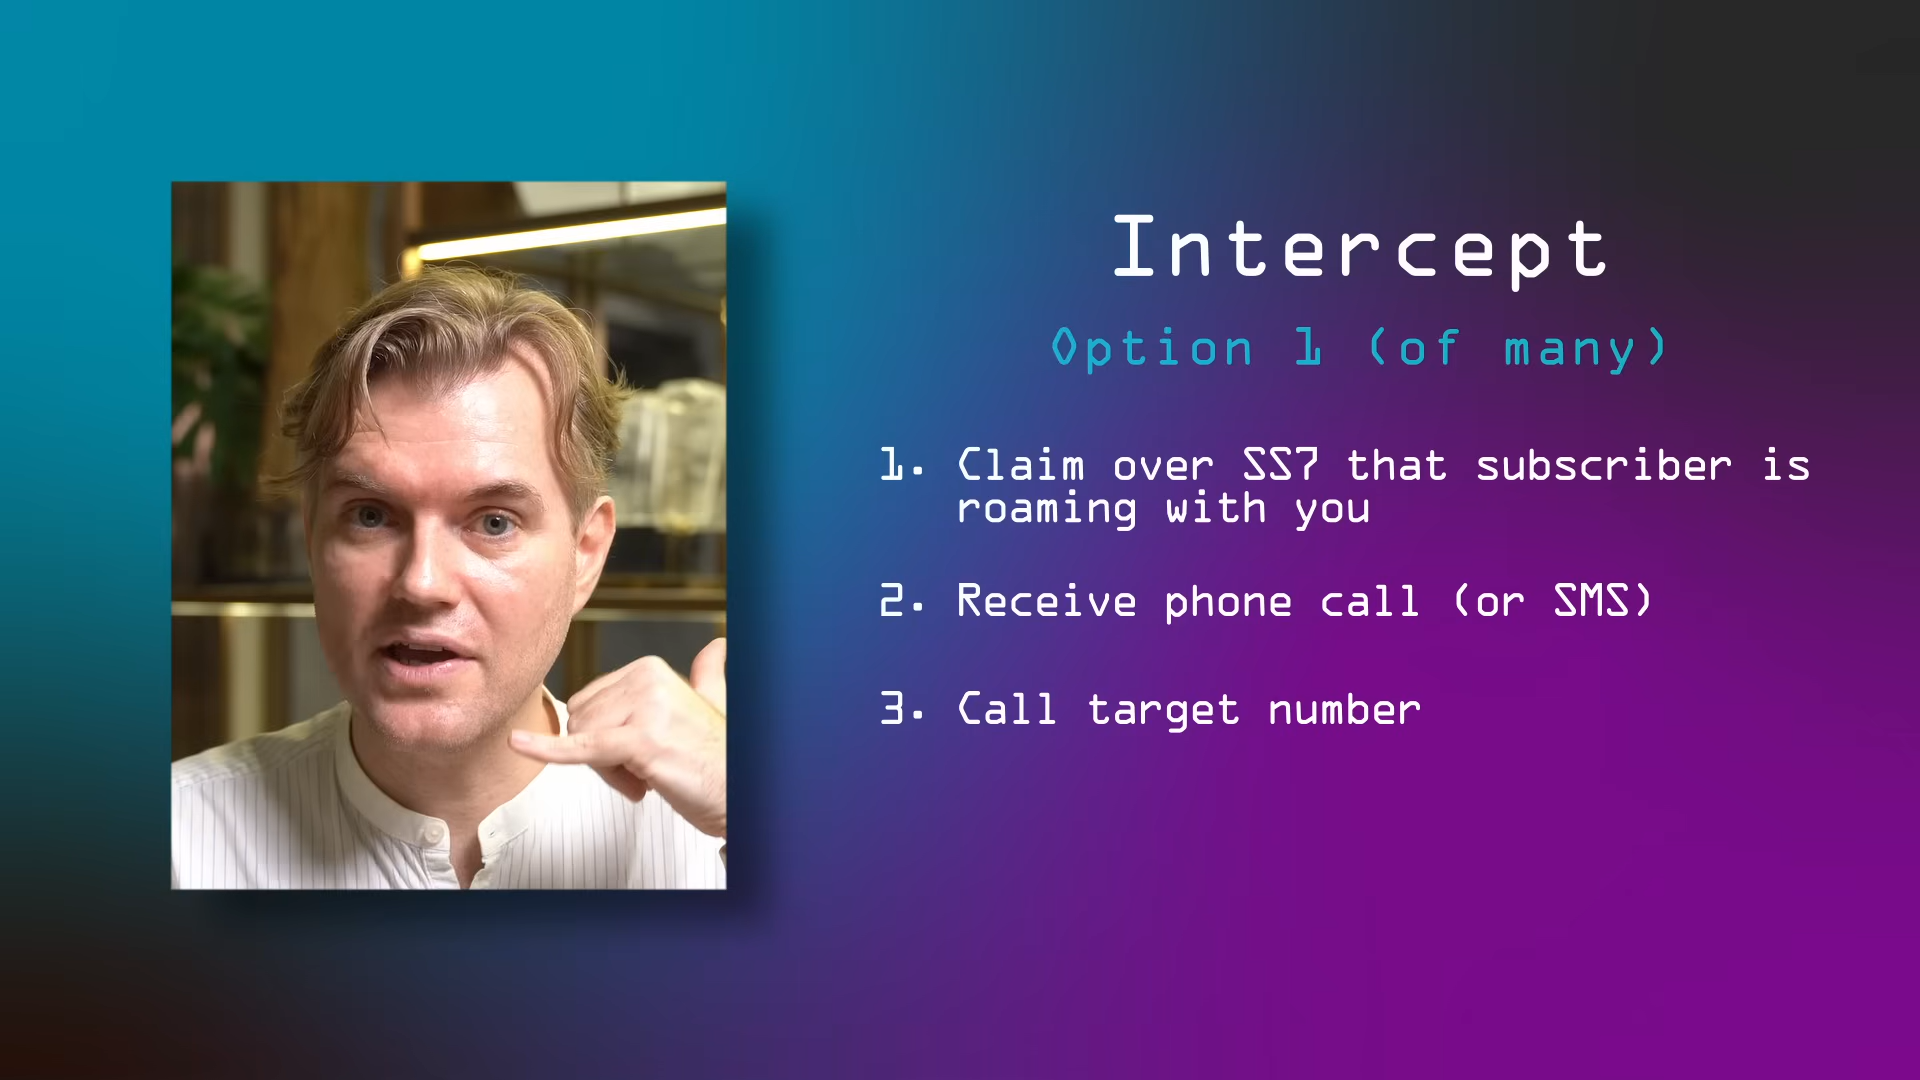 Intercept
Option 1 (of many)
1. Claim over SS7 that subscriber is
roaming with you
2. Receive phone call (or SMS)
3. Call target number